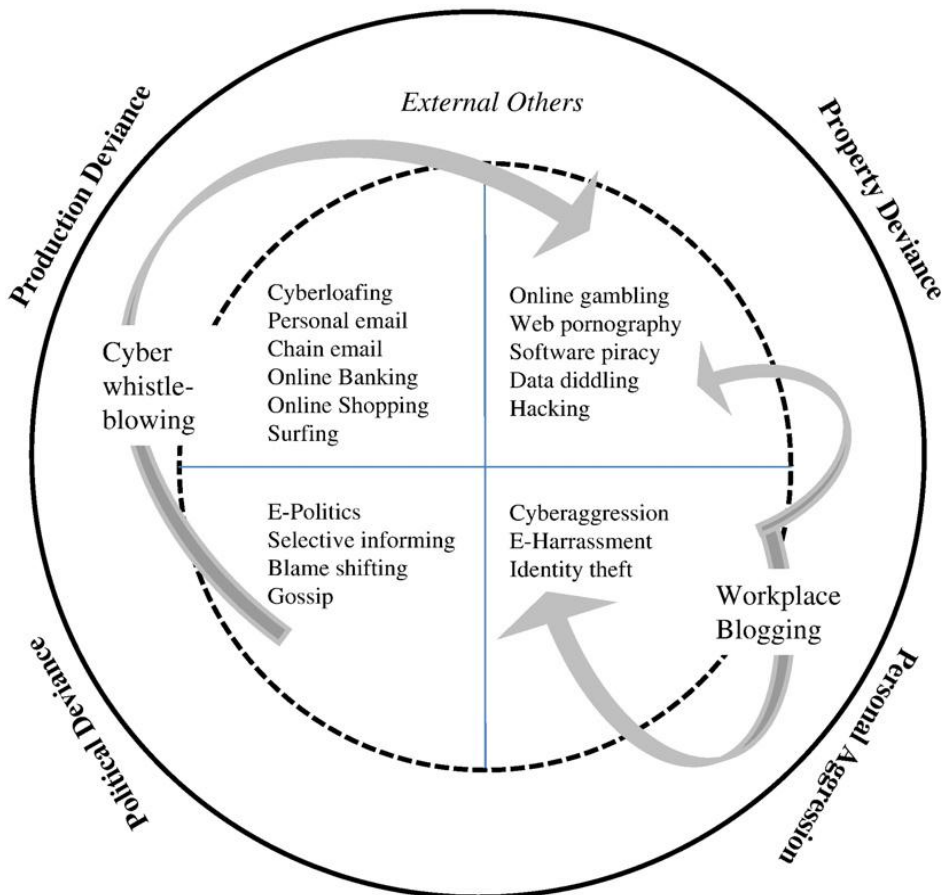 External Others
Production Deviance
Property Deviance
Cyberloafing
Personal email
Chain email
Online Banking
Online Shopping
Surfing
Online gambling
Web pornography
Software piracy
Data diddling
Hacking
Cyber
whistle-
blowing
E-Politics
Selective informing
Blame shifting
Gossip
Cyberaggression
E-Harrassment
Identity theft
Workplace
Blogging
Political Deviance
Personal Aggression